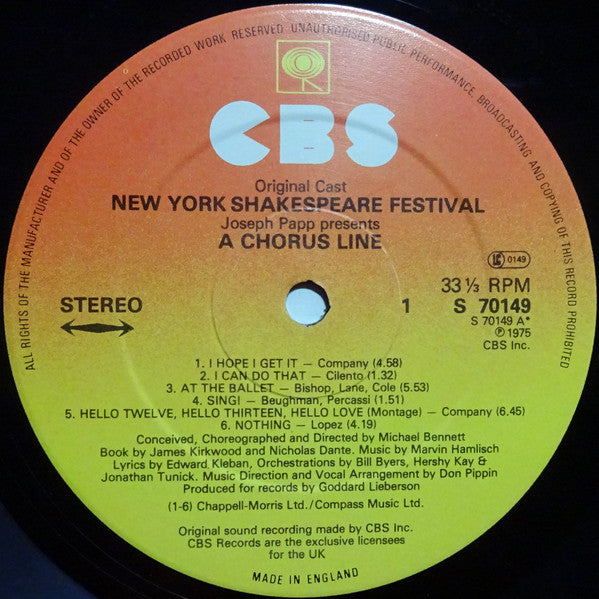 ALL RIGHTS OF THE MANUFACTURER AND OF THE OWNER OF THE RECORDED WORK RESERVED. UNAUTHORISED PUBLIC PERFORMANCE, BROADCASTING AND COPYING OF THIS RECORD PROHIBITED
CBS
Original Cast
NEW YORK SHAKESPEARE FESTIVAL
Joseph Papp presents
A CHORUS LINE
LC 0149
33⅓ RPM
STEREO 1 S 70149
S 70149 A*
℗ 1975
CBS Inc.
1. I HOPE I GET IT — Company (4.58)
2. I CAN DO THAT — Cilento (1.32)
3. AT THE BALLET — Bishop, Lane, Cole (5.53)
4. SING! — Beughman, Percassi (1.51)
5. HELLO TWELVE, HELLO THIRTEEN, HELLO LOVE (Montage) — Company (6.45)
6. NOTHING — Lopez (4.19)
Conceived, Choreographed and Directed by Michael Bennett
Book by James Kirkwood and Nicholas Dante. Music by Marvin Hamlisch
Lyrics by Edward Kleban, Orchestrations by Bill Byers, Hershy Kay &
Jonathan Tunick. Music Direction and Vocal Arrangement by Don Pippin
Produced for records by Goddard Lieberson
(1-6) Chappell-Morris Ltd./Compass Music Ltd.
Original sound recording made by CBS Inc.
CBS Records are the exclusive licensees
for the UK
MADE IN ENGLAND